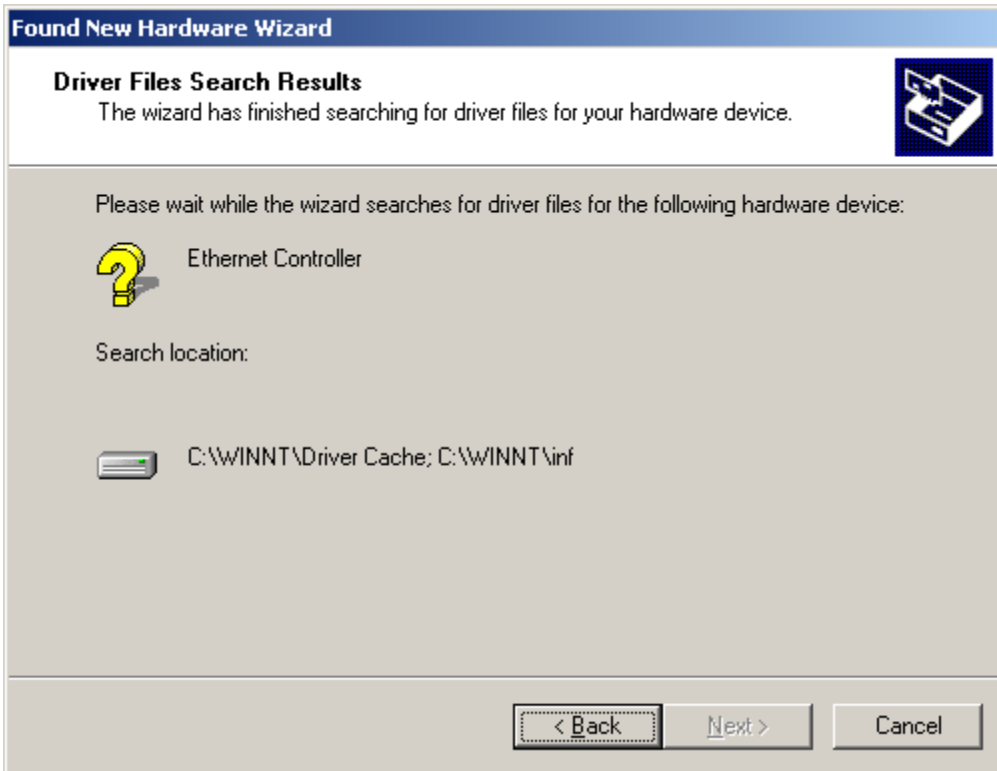 Found New Hardware Wizard
Driver Files Search Results
The wizard has finished searching for driver files for your hardware device.
Please wait while the wizard searches for driver files for the following hardware device:
Ethernet Controller
Search location:
C:\WINNT\Driver Cache; C:\WINNT\inf
< Back Next > Cancel